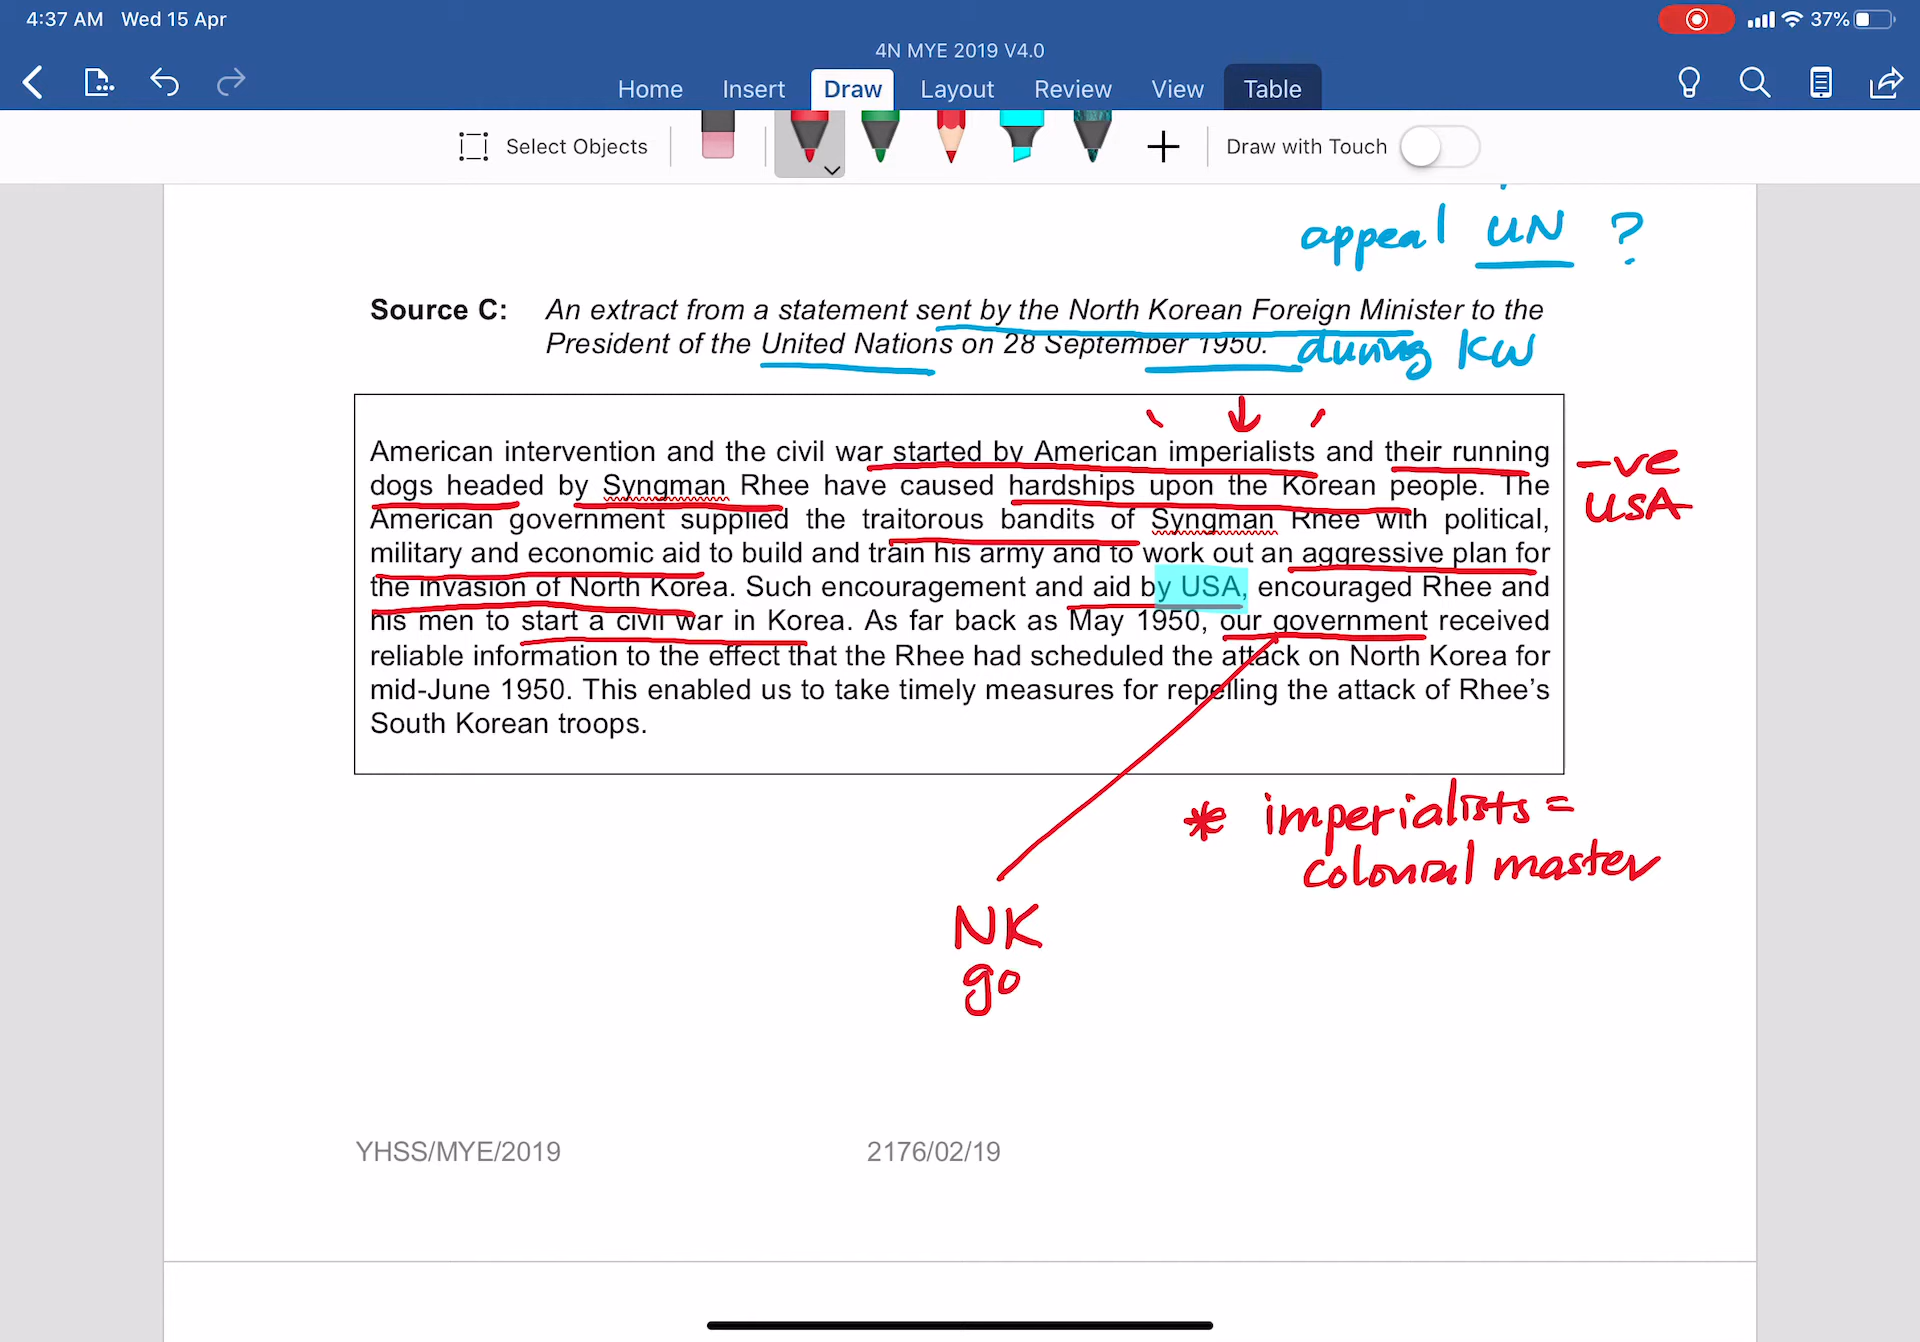 4:37 AM Wed 15 Apr
37%
4N MYE 2019 V4.0
Home Insert Draw Layout Review View Table
Select Objects
Draw with Touch
appeal UN ?
Source C: An extract from a statement sent by the North Korean Foreign Minister to the
President of the United Nations on 28 September 1950. during KW
American intervention and the civil war started by American imperialists and their running
dogs headed by Syngman Rhee have caused hardships upon the Korean people. The
American government supplied the traitorous bandits of Syngman Rhee with political,
military and economic aid to build and train his army and to work out an aggressive plan for
the invasion of North Korea. Such encouragement and aid by USA, encouraged Rhee and
his men to start a civil war in Korea. As far back as May 1950, our government received
reliable information to the effect that the Rhee had scheduled the attack on North Korea for
mid-June 1950. This enabled us to take timely measures for repelling the attack of Rhee’s
South Korean troops.
-ve
USA
* imperialists =
colonial master
NK
go
YHSS/MYE/2019 2176/02/19